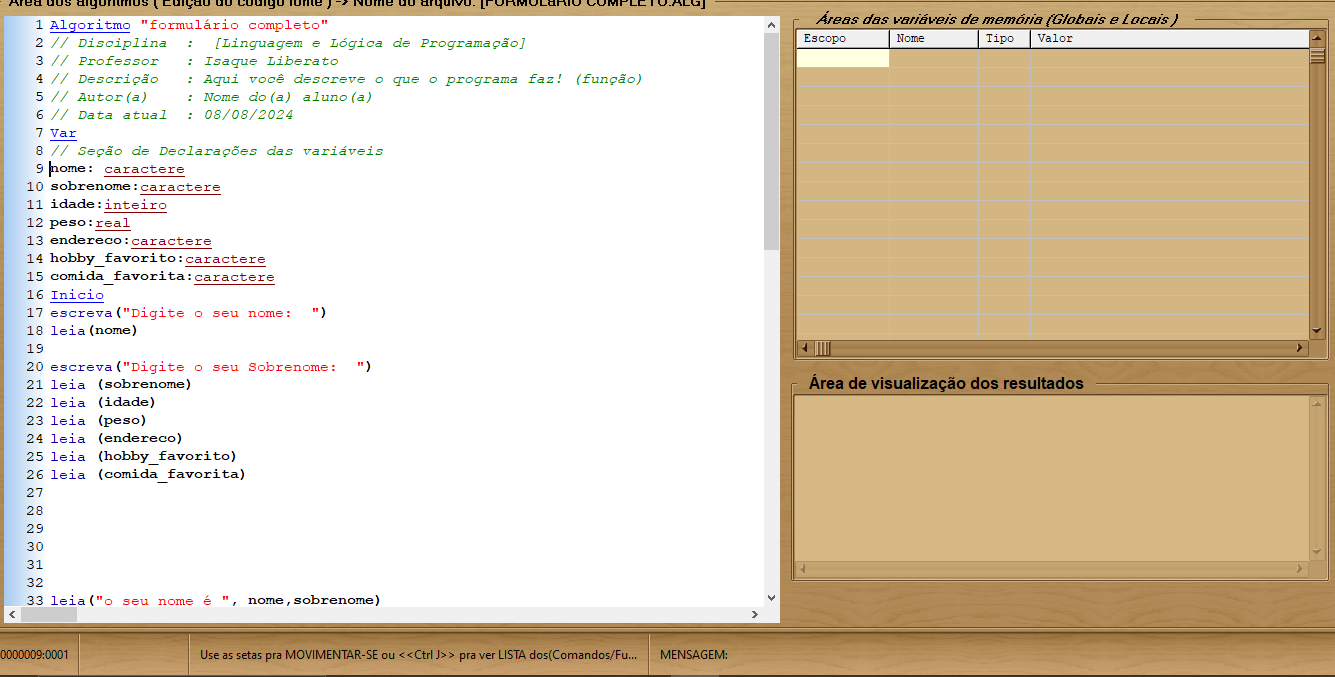 Área dos algoritmos ( Edição do código fonte ) -> Nome do arquivo: [FORMULáRIO COMPLETO.ALG]
1 Algoritmo "formulário completo"
2 // Disciplina  :  [Linguagem e Lógica de Programação]
3 // Professor   : Isaque Liberato
4 // Descrição   : Aqui você descreve o que o programa faz! (função)
5 // Autor(a)    : Nome do(a) aluno(a)
6 // Data atual  : 08/08/2024
7 Var
8 // Seção de Declarações das variáveis
9 nome: caractere
10 sobrenome:caractere
11 idade:inteiro
12 peso:real
13 endereco:caractere
14 hobby_favorito:caractere
15 comida_favorita:caractere
16 Inicio
17 escreva("Digite o seu nome:  ")
18 leia(nome)
19
20 escreva("Digite o seu Sobrenome:  ")
21 leia (sobrenome)
22 leia (idade)
23 leia (peso)
24 leia (endereco)
25 leia (hobby_favorito)
26 leia (comida_favorita)
27
28
29
30
31
32
33 leia("o seu nome é ", nome,sobrenome)
Áreas das variáveis de memória (Globais e Locais )
Escopo Nome Tipo Valor
Área de visualização dos resultados
0000009:0001 Use as setas pra MOVIMENTAR-SE ou <<Ctrl J>> pra ver LISTA dos(Comandos/Fu... MENSAGEM: